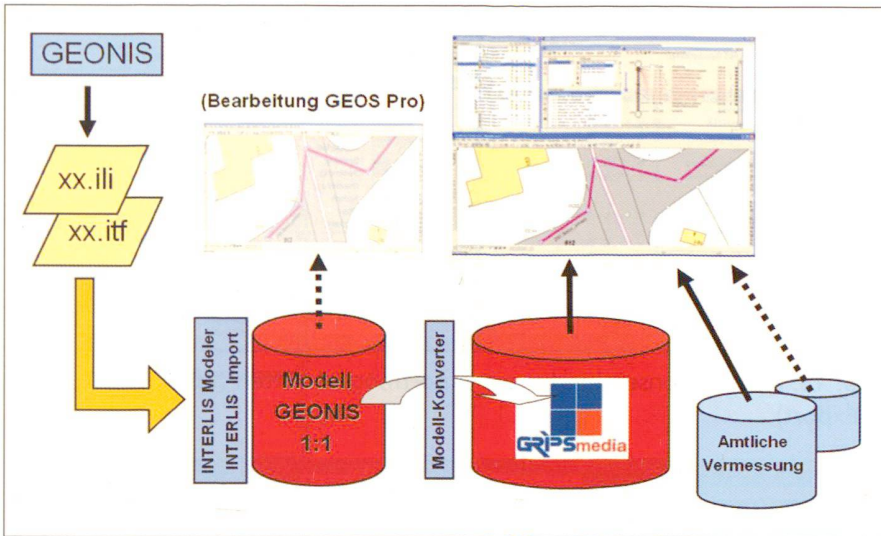 GEONIS
(Bearbeitung GEOS Pro)
xx.ili
xx.itf
INTERLIS Modeler
INTERLIS Import
Modell
GEONIS
1:1
Modell-Konverter
GRIPSmedia
Amtliche
Vermessung